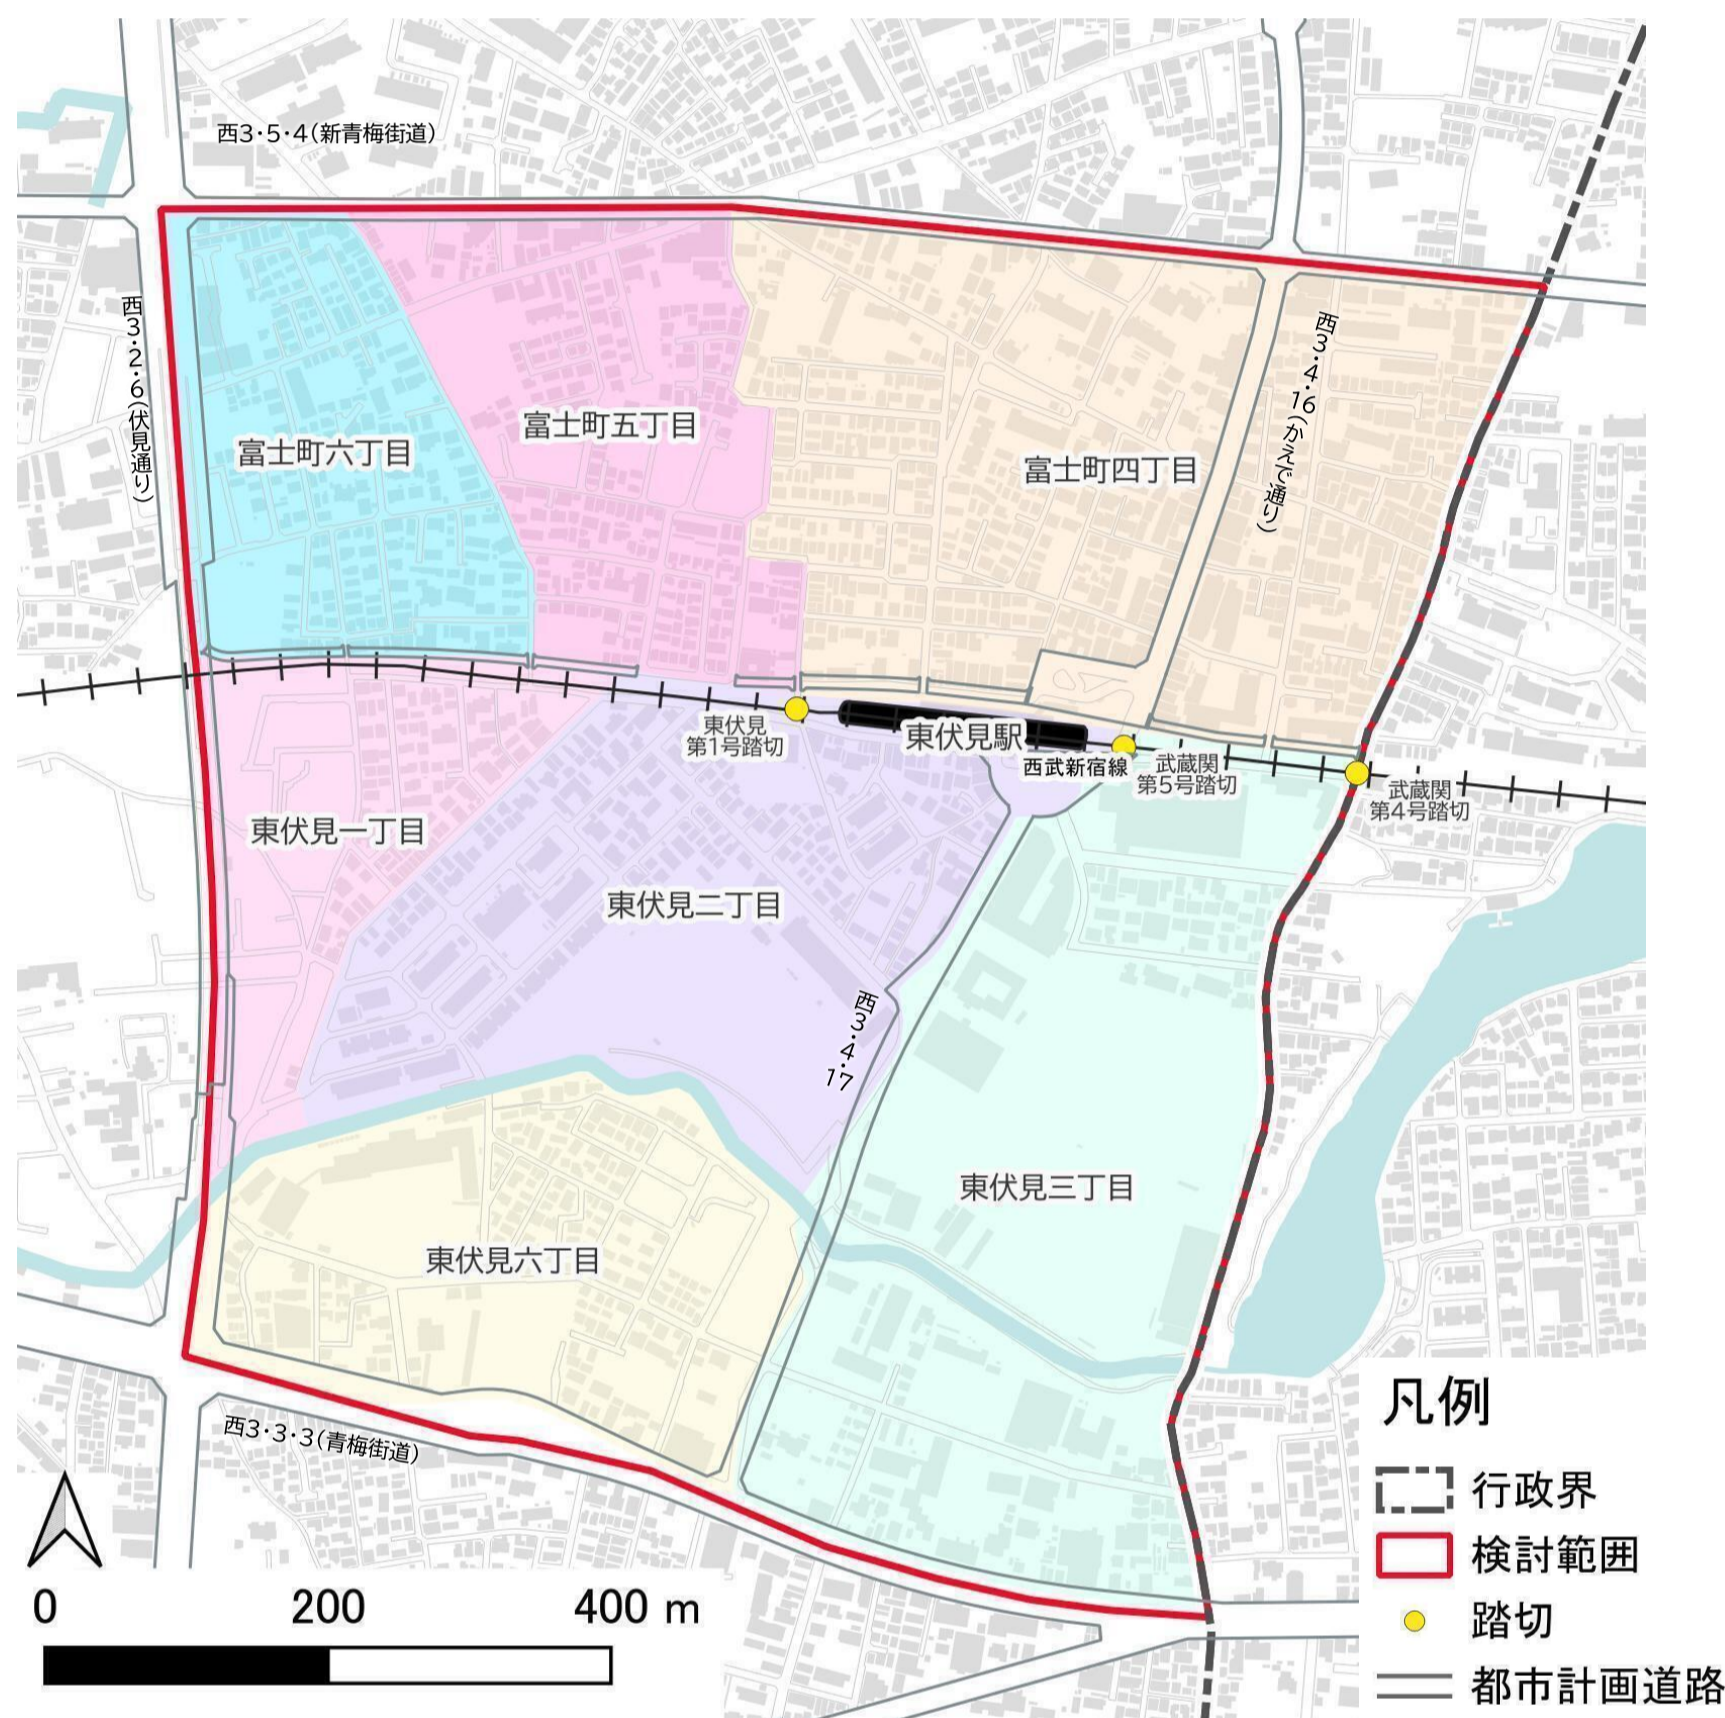 西3・5・4(新青梅街道)
西3・2・6(伏見通り)
西3・4・16(かえで通り)
富士町五丁目
富士町六丁目
富士町四丁目
東伏見
第1号踏切
東伏見駅
西武新宿線
武蔵関
第5号踏切
武蔵関
第4号踏切
東伏見一丁目
東伏見二丁目
西3・4・17
東伏見三丁目
東伏見六丁目
西3・3・3(青梅街道)
凡例
行政界
検討範囲
踏切
都市計画道路
0 200 400 m